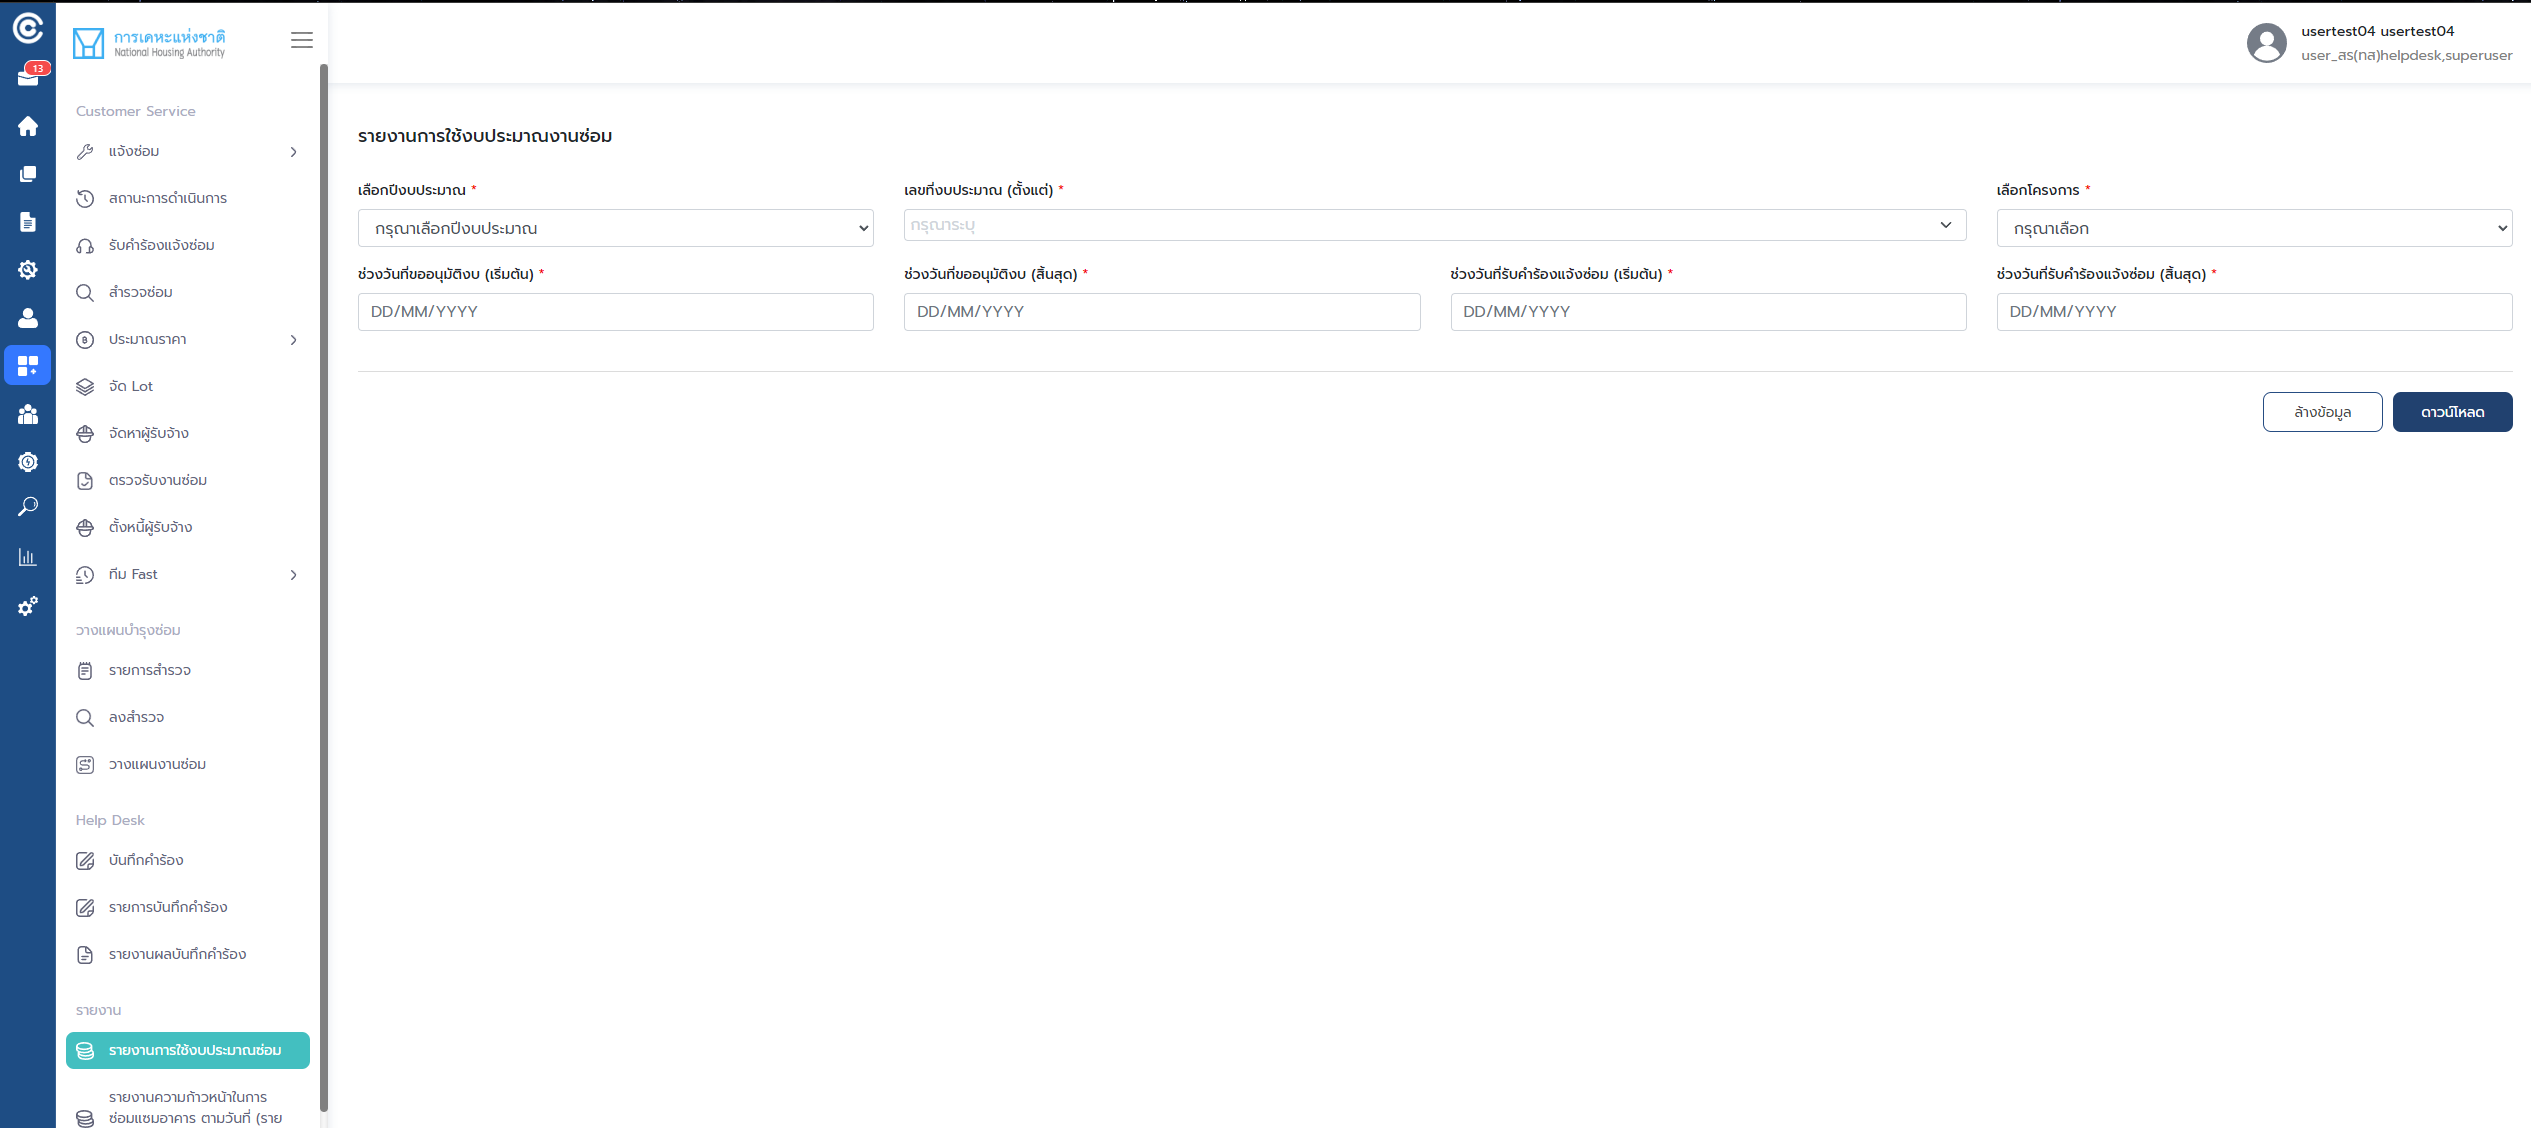 13
การเคหะแห่งชาติ
National Housing Authority
usertest04 usertest04
user_สร(ทส)helpdesk,superuser
Customer Service
แจ้งซ่อม
สถานะการดำเนินการ
รับคำร้องแจ้งซ่อม
สำรวจซ่อม
ประมาณราคา
จัด Lot
จัดหาผู้รับจ้าง
ตรวจรับงานซ่อม
ตั้งหนี้ผู้รับจ้าง
ทีม Fast
วางแผนบำรุงซ่อม
รายการสำรวจ
ลงสำรวจ
วางแผนงานซ่อม
Help Desk
บันทึกคำร้อง
รายการบันทึกคำร้อง
รายงานผลบันทึกคำร้อง
รายงาน
รายงานการใช้งบประมาณซ่อม
รายงานความก้าวหน้าในการ
ซ่อมแซมอาคาร ตามวันที่ (ราย
รายงานการใช้งบประมาณงานซ่อม
เลือกปีงบประมาณ *
กรุณาเลือกปีงบประมาณ
เลขที่งบประมาณ (ตั้งแต่) *
กรุณาระบุ
เลือกโครงการ *
กรุณาเลือก
ช่วงวันที่ขออนุมัติงบ (เริ่มต้น) *
DD/MM/YYYY
ช่วงวันที่ขออนุมัติงบ (สิ้นสุด) *
DD/MM/YYYY
ช่วงวันที่รับคำร้องแจ้งซ่อม (เริ่มต้น) *
DD/MM/YYYY
ช่วงวันที่รับคำร้องแจ้งซ่อม (สิ้นสุด) *
DD/MM/YYYY
ล้างข้อมูล
ดาวน์โหลด